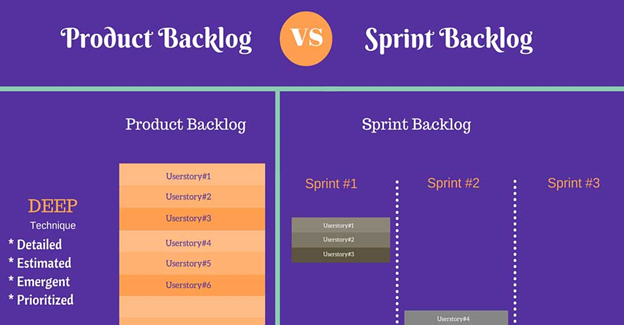 Product Backlog VS Sprint Backlog
Product Backlog
DEEP
Technique
* Detailed
* Estimated
* Emergent
* Prioritized
Userstory#1
Userstory#2
Userstory#3
Userstory#4
Userstory#5
Userstory#6
Sprint Backlog
Sprint #1
Userstory#1
Userstory#2
Userstory#3
Sprint #2
Userstory#4
Sprint #3